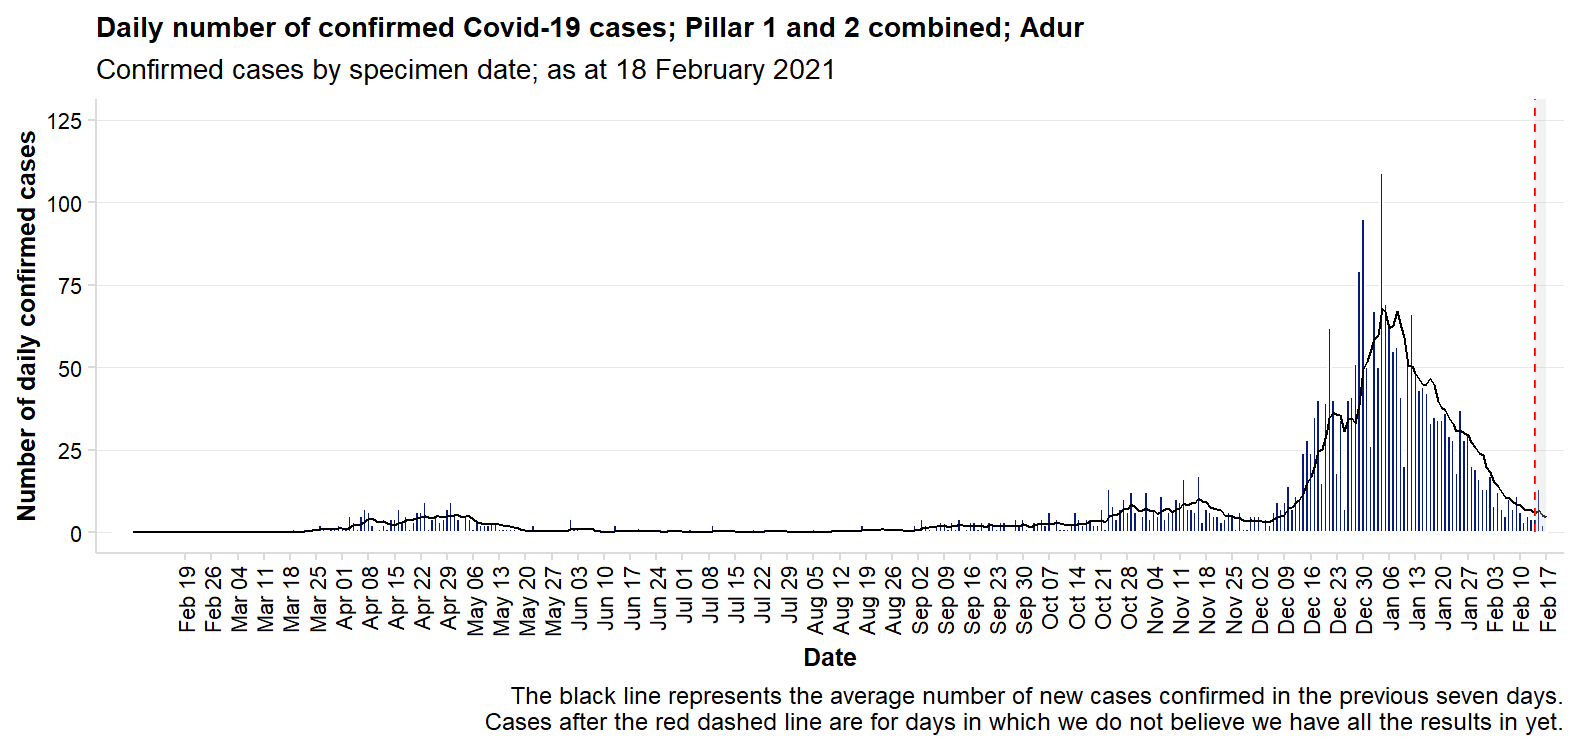 Daily number of confirmed Covid-19 cases; Pillar 1 and 2 combined; Adur
Confirmed cases by specimen date; as at 18 February 2021
Number of daily confirmed cases
125
100
75
50
25
0
Feb 19
Feb 26
Mar 04
Mar 11
Mar 18
Mar 25
Apr 01
Apr 08
Apr 15
Apr 22
Apr 29
May 06
May 13
May 20
May 27
Jun 03
Jun 10
Jun 17
Jun 24
Jul 01
Jul 08
Jul 15
Jul 22
Jul 29
Aug 05
Aug 12
Aug 19
Aug 26
Sep 02
Sep 09
Sep 16
Sep 23
Sep 30
Oct 07
Oct 14
Oct 21
Oct 28
Nov 04
Nov 11
Nov 18
Nov 25
Dec 02
Dec 09
Dec 16
Dec 23
Dec 30
Jan 06
Jan 13
Jan 20
Jan 27
Feb 03
Feb 10
Feb 17
Date
The black line represents the average number of new cases confirmed in the previous seven days.
Cases after the red dashed line are for days in which we do not believe we have all the results in yet.